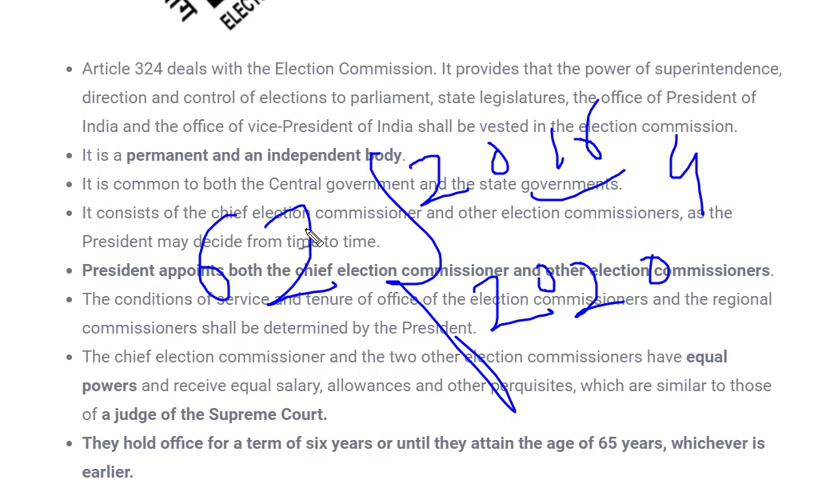 ELEC
Article 324 deals with the Election Commission. It provides that the power of superintendence,
direction and control of elections to parliament, state legislatures, the office of President of
India and the office of vice-President of India shall be vested in the election commission.
It is a permanent and an independent body.
It is common to both the Central government and the state governments.
It consists of the chief election commissioner and other election commissioners, as the
President may decide from time to time.
President appoints both the chief election commissioner and other election commissioners.
The conditions of service and tenure of office of the election commissioners and the regional
commissioners shall be determined by the President.
The chief election commissioner and the two other election commissioners have equal
powers and receive equal salary, allowances and other perquisites, which are similar to those
of a judge of the Supreme Court.
They hold office for a term of six years or until they attain the age of 65 years, whichever is
earlier.
2016
4
62
2020